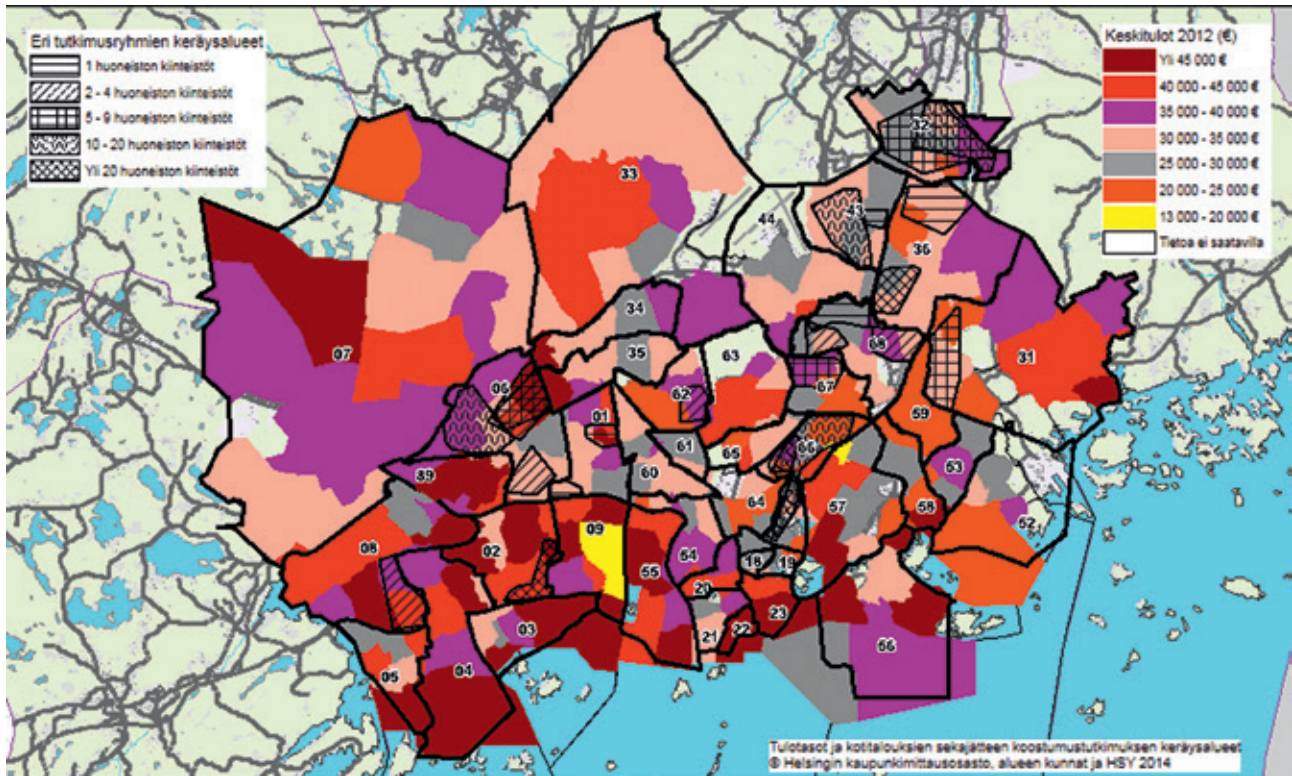 Eri tutkimusryhmien keräysalueet
1 huoneiston kiinteistöt
2 - 4 huoneiston kiinteistöt
5 - 9 huoneiston kiinteistöt
10 - 20 huoneiston kiinteistöt
Yli 20 huoneiston kiinteistöt
Keskitulot 2012 (€)
Yli 45 000 €
40 000 - 45 000 €
35 000 - 40 000 €
30 000 - 35 000 €
25 000 - 30 000 €
20 000 - 25 000 €
13 000 - 20 000 €
Tietoa ei saatavilla
32
33
43
44
36
34
31
07
35
63
68
06
67
62
01
59
61
66
65
53
89
60
64
57
58
52
09
08
02
54
18
19
55
20
23
03
21
22
56
04
05
Tulotasot ja kotitalouksien sekajätteen koostumustutkimuksen keräysalueet
© Helsingin kaupunkimittausosasto, alueen kunnat ja HSY 2014